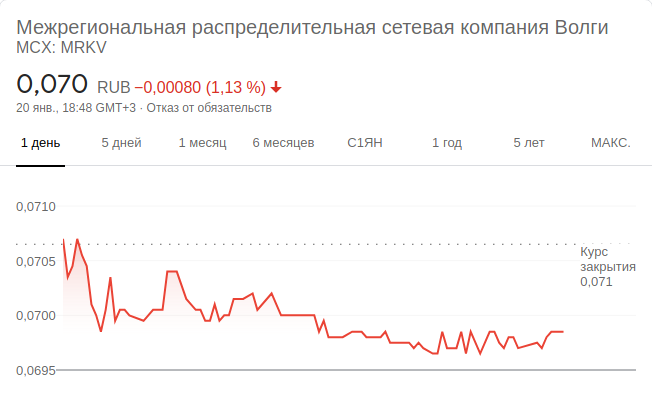 Межрегиональная распределительная сетевая компания Волги
MCX: MRKV
0,070 RUB −0,00080 (1,13 %)
20 янв., 18:48 GMT+3 · Отказ от обязательств
1 день 5 дней 1 месяц 6 месяцев С1ЯН 1 год 5 лет МАКС.
0,0710
0,0705
0,0700
0,0695
Курс
закрытия
0,071